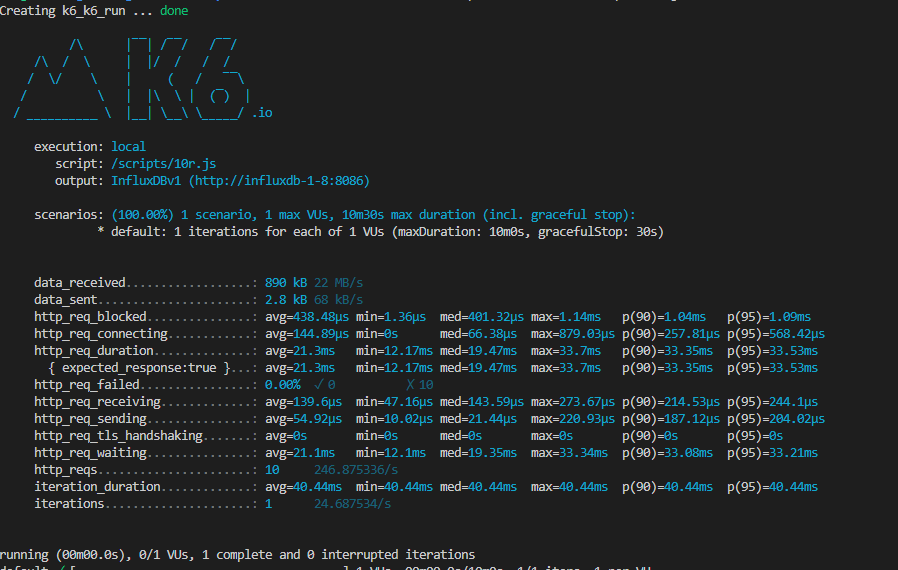 Creating k6_k6_run ... done
.io
execution: local
script: /scripts/10r.js
output: InfluxDBv1 (http://influxdb-1-8:8086)
scenarios: (100.00%) 1 scenario, 1 max VUs, 10m30s max duration (incl. graceful stop):
* default: 1 iterations for each of 1 VUs (maxDuration: 10m0s, gracefulStop: 30s)
data_received..................: 890 kB 22 MB/s
data_sent......................: 2.8 kB 68 kB/s
http_req_blocked...............: avg=438.48µs min=1.36µs med=401.32µs max=1.14ms p(90)=1.04ms p(95)=1.09ms
http_req_connecting............: avg=144.89µs min=0s med=66.38µs max=879.03µs p(90)=257.81µs p(95)=568.42µs
http_req_duration..............: avg=21.3ms min=12.17ms med=19.47ms max=33.7ms p(90)=33.35ms p(95)=33.53ms
{ expected_response:true }...: avg=21.3ms min=12.17ms med=19.47ms max=33.7ms p(90)=33.35ms p(95)=33.53ms
http_req_failed................: 0.00% ✓ 0 ✗ 10
http_req_receiving.............: avg=139.6µs min=47.16µs med=143.59µs max=273.67µs p(90)=214.53µs p(95)=244.1µs
http_req_sending...............: avg=54.92µs min=10.02µs med=21.44µs max=220.93µs p(90)=187.12µs p(95)=204.02µs
http_req_tls_handshaking.......: avg=0s min=0s med=0s max=0s p(90)=0s p(95)=0s
http_req_waiting...............: avg=21.1ms min=12.1ms med=19.35ms max=33.34ms p(90)=33.08ms p(95)=33.21ms
http_reqs......................: 10 246.875336/s
iteration_duration.............: avg=40.44ms min=40.44ms med=40.44ms max=40.44ms p(90)=40.44ms p(95)=40.44ms
iterations.....................: 1 24.687534/s
running (00m00.0s), 0/1 VUs, 1 complete and 0 interrupted iterations